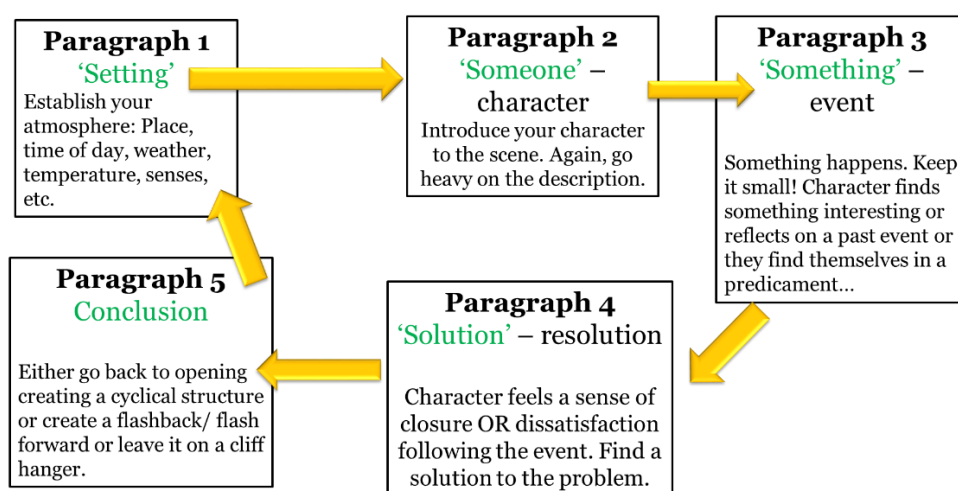 Paragraph 1
‘Setting’
Establish your
atmosphere: Place,
time of day, weather,
temperature, senses,
etc.
Paragraph 2
‘Someone’ –
character
Introduce your character
to the scene. Again, go
heavy on the description.
Paragraph 3
‘Something’ –
event
Something happens. Keep
it small! Character finds
something interesting or
reflects on a past event or
they find themselves in a
predicament…
Paragraph 4
‘Solution’ – resolution
Character feels a sense of
closure OR dissatisfaction
following the event. Find a
solution to the problem.
Paragraph 5
Conclusion
Either go back to opening
creating a cyclical structure
or create a flashback/ flash
forward or leave it on a cliff
hanger.